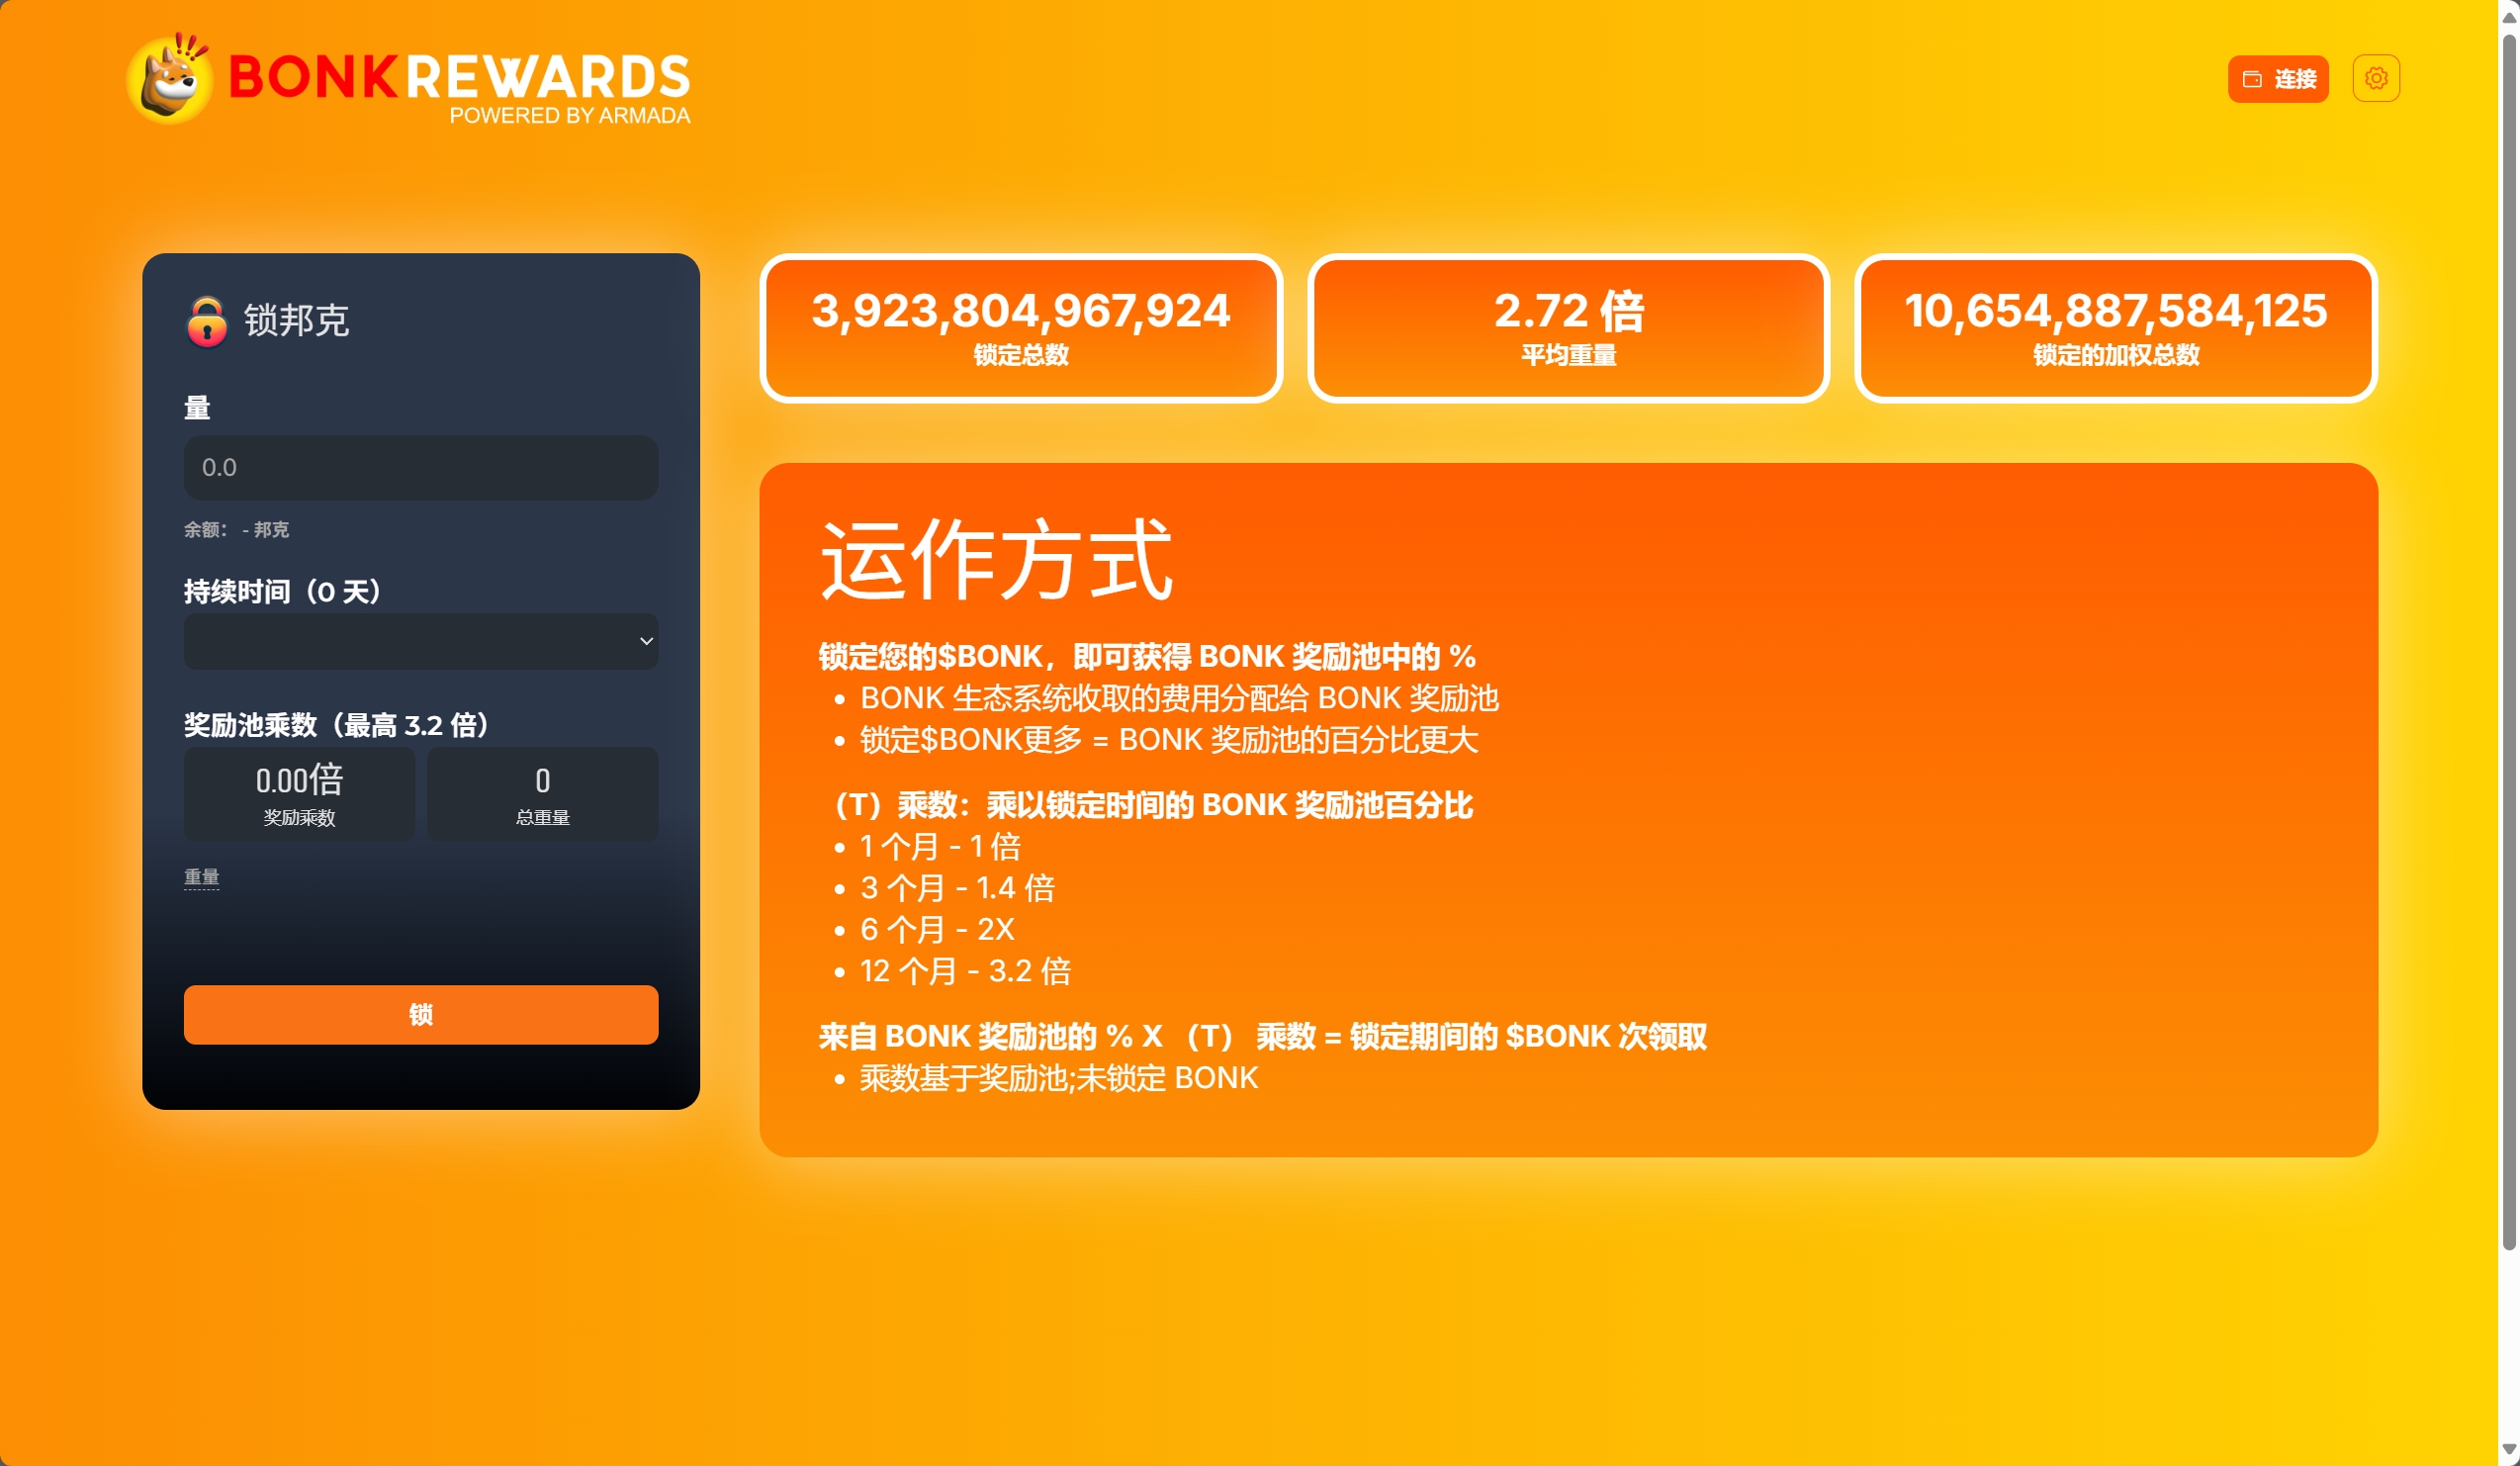 BONKREWARDS
POWERED BY ARMADA
连接
锁邦克
量
0.0
余额： - 邦克
持续时间（0 天）
奖励池乘数（最高 3.2 倍）
0.00倍
奖励乘数
0
总重量
重量
锁
3,923,804,967,924
锁定总数
2.72 倍
平均重量
10,654,887,584,125
锁定的加权总数
运作方式
锁定您的$BONK，即可获得 BONK 奖励池中的 %
• BONK 生态系统收取的费用分配给 BONK 奖励池
• 锁定$BONK更多 = BONK 奖励池的百分比更大
（T）乘数：乘以锁定时间的 BONK 奖励池百分比
• 1 个月 - 1 倍
• 3 个月 - 1.4 倍
• 6 个月 - 2X
• 12 个月 - 3.2 倍
来自 BONK 奖励池的 % X （T） 乘数 = 锁定期间的 $BONK 次领取
• 乘数基于奖励池;未锁定 BONK